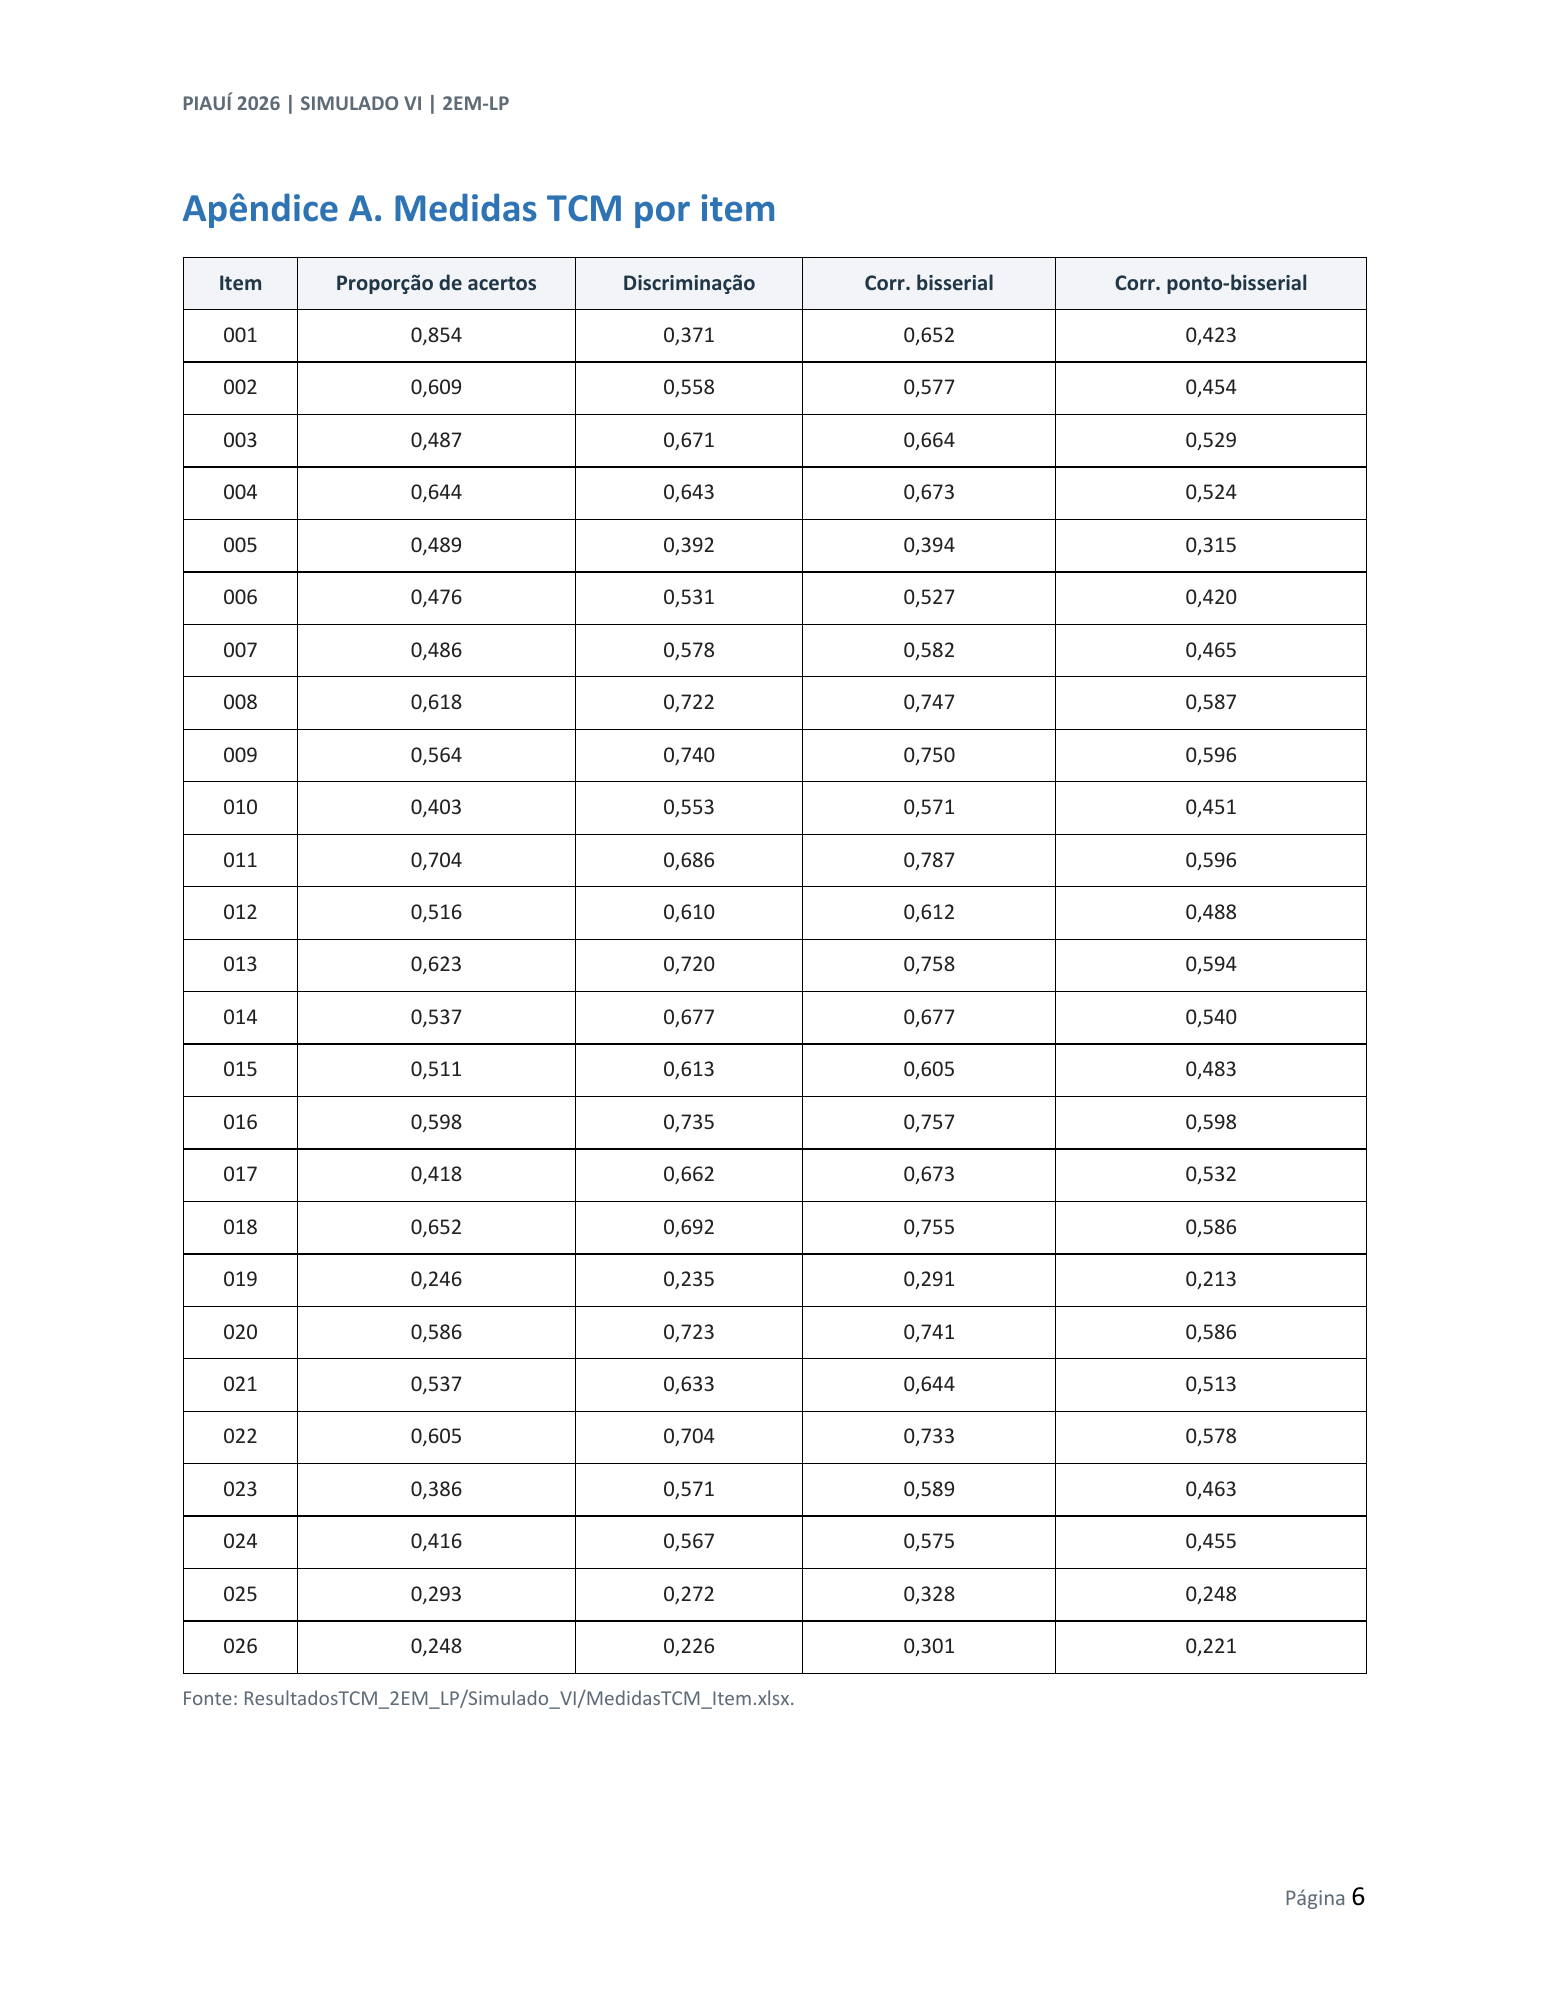 PIAUÍ 2026 | SIMULADO VI | 2EM-LP
Apêndice A. Medidas TCM por item
Item Proporção de acertos Discriminação Corr. bisserial Corr. ponto-bisserial
001 0,854 0,371 0,652 0,423
002 0,609 0,558 0,577 0,454
003 0,487 0,671 0,664 0,529
004 0,644 0,643 0,673 0,524
005 0,489 0,392 0,394 0,315
006 0,476 0,531 0,527 0,420
007 0,486 0,578 0,582 0,465
008 0,618 0,722 0,747 0,587
009 0,564 0,740 0,750 0,596
010 0,403 0,553 0,571 0,451
011 0,704 0,686 0,787 0,596
012 0,516 0,610 0,612 0,488
013 0,623 0,720 0,758 0,594
014 0,537 0,677 0,677 0,540
015 0,511 0,613 0,605 0,483
016 0,598 0,735 0,757 0,598
017 0,418 0,662 0,673 0,532
018 0,652 0,692 0,755 0,586
019 0,246 0,235 0,291 0,213
020 0,586 0,723 0,741 0,586
021 0,537 0,633 0,644 0,513
022 0,605 0,704 0,733 0,578
023 0,386 0,571 0,589 0,463
024 0,416 0,567 0,575 0,455
025 0,293 0,272 0,328 0,248
026 0,248 0,226 0,301 0,221
Fonte: ResultadosTCM_2EM_LP/Simulado_VI/MedidasTCM_Item.xlsx.
Página 6